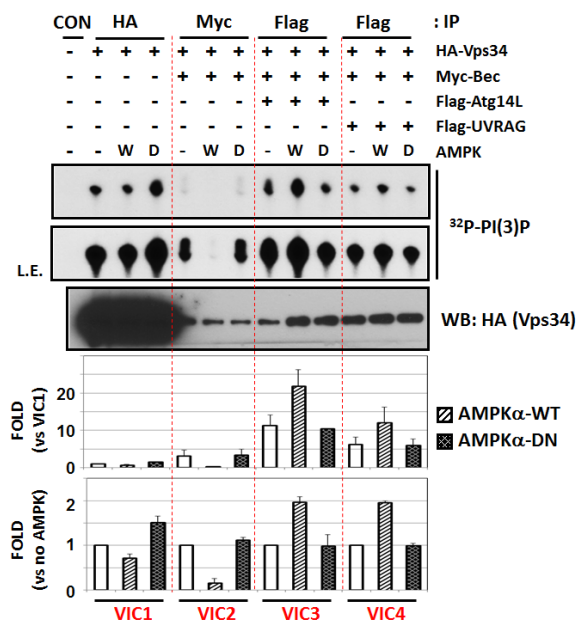 CON HA Myc Flag Flag : IP
- + + + + + + + + + + + + HA-Vps34
- - - - + + + + + + + + + Myc-Bec
- - - - - - - + + + - - - Flag-Atg14L
- - - - - - - - - - + + + Flag-UVRAG
- - W D - W D - W D - W D AMPK
32P-PI(3)P
L.E.
WB: HA (Vps34)
FOLD
(vs VIC1)
20
10
0
AMPKα-WT
AMPKα-DN
FOLD
(vs no AMPK)
2
1
0
VIC1 VIC2 VIC3 VIC4